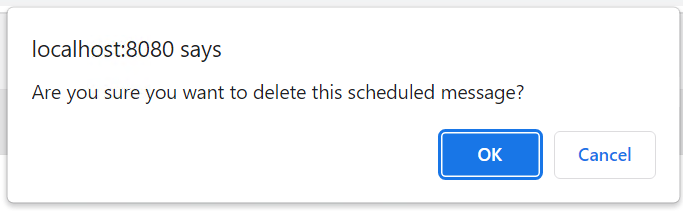 localhost:8080 says
Are you sure you want to delete this scheduled message?
OK Cancel